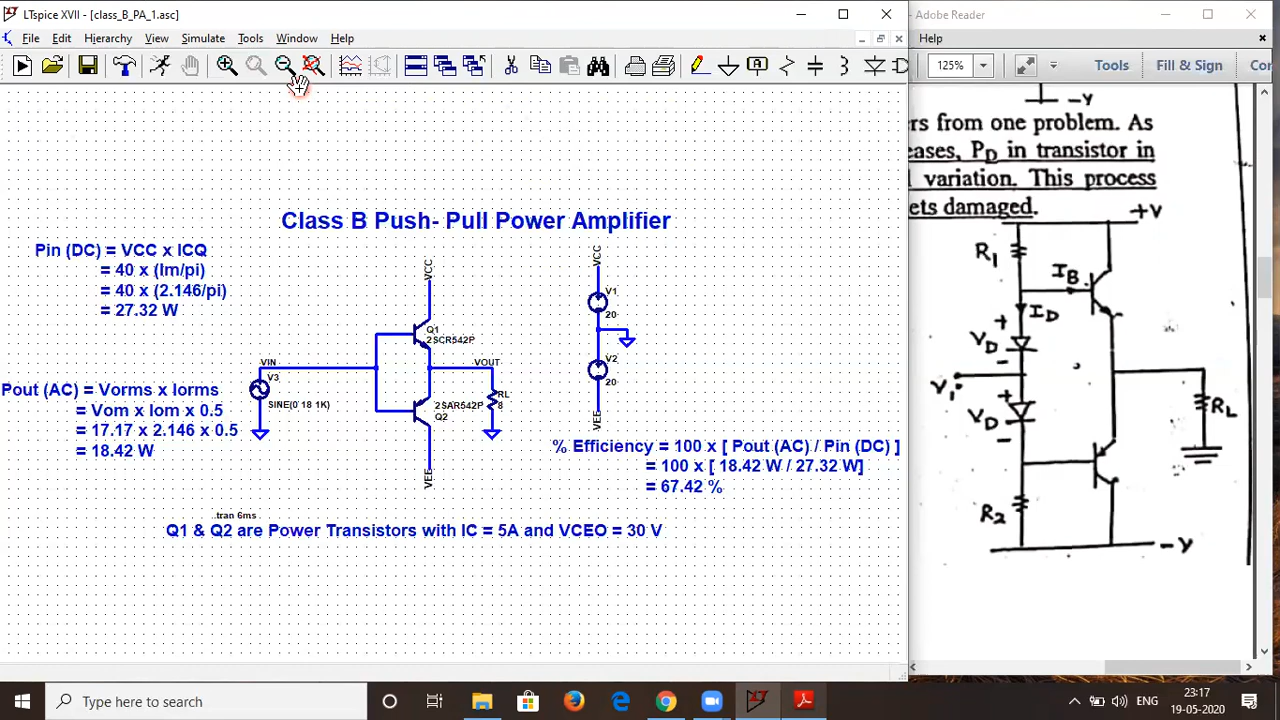 LTspice XVII - [class_B_PA_1.asc]
- Adobe Reader
File Edit Hierarchy View Simulate Tools Window Help
Help
125%
Tools
Fill & Sign
-V
rs from one problem. As
eases, PD in transistor in
l variation. This process
ets damaged.
Class B Push- Pull Power Amplifier
Pin (DC) = VCC x ICQ
= 40 x (Im/pi)
= 40 x (2.146/pi)
= 27.32 W
VCC
Q1
2SCR542P
VIN
V3
SINE(0 18 1K)
VOUT
RL
8
2SAR542P
Q2
VEE
VCC
V1
20
V2
20
VEE
Pout (AC) = Vorms x Iorms
= Vom x Iom x 0.5
= 17.17 x 2.146 x 0.5
= 18.42 W
% Efficiency = 100 x [ Pout (AC) / Pin (DC) ]
= 100 x [ 18.42 W / 27.32 W]
= 67.42 %
.tran 6ms
Q1 & Q2 are Power Transistors with IC = 5A and VCEO = 30 V
+V
R1
IB
ID
+
VD
-
Vi
+
VD
-
RL
R2
-V
Type here to search
ENG
23:17
19-05-2020